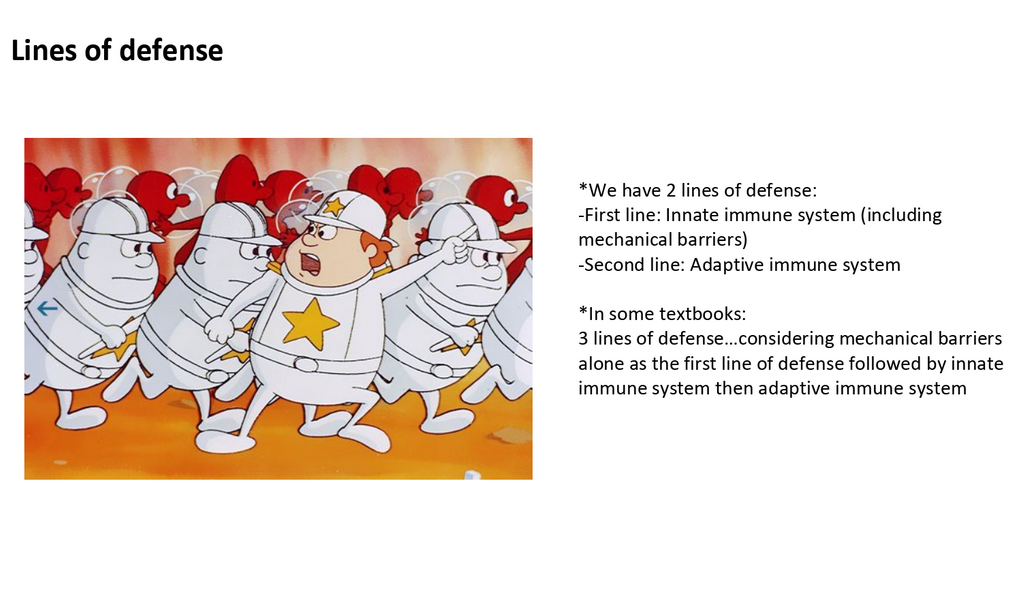 Lines of defense
*We have 2 lines of defense:
-First line: Innate immune system (including
mechanical barriers)
-Second line: Adaptive immune system
*In some textbooks:
3 lines of defense...considering mechanical barriers
alone as the first line of defense followed by innate
immune system then adaptive immune system